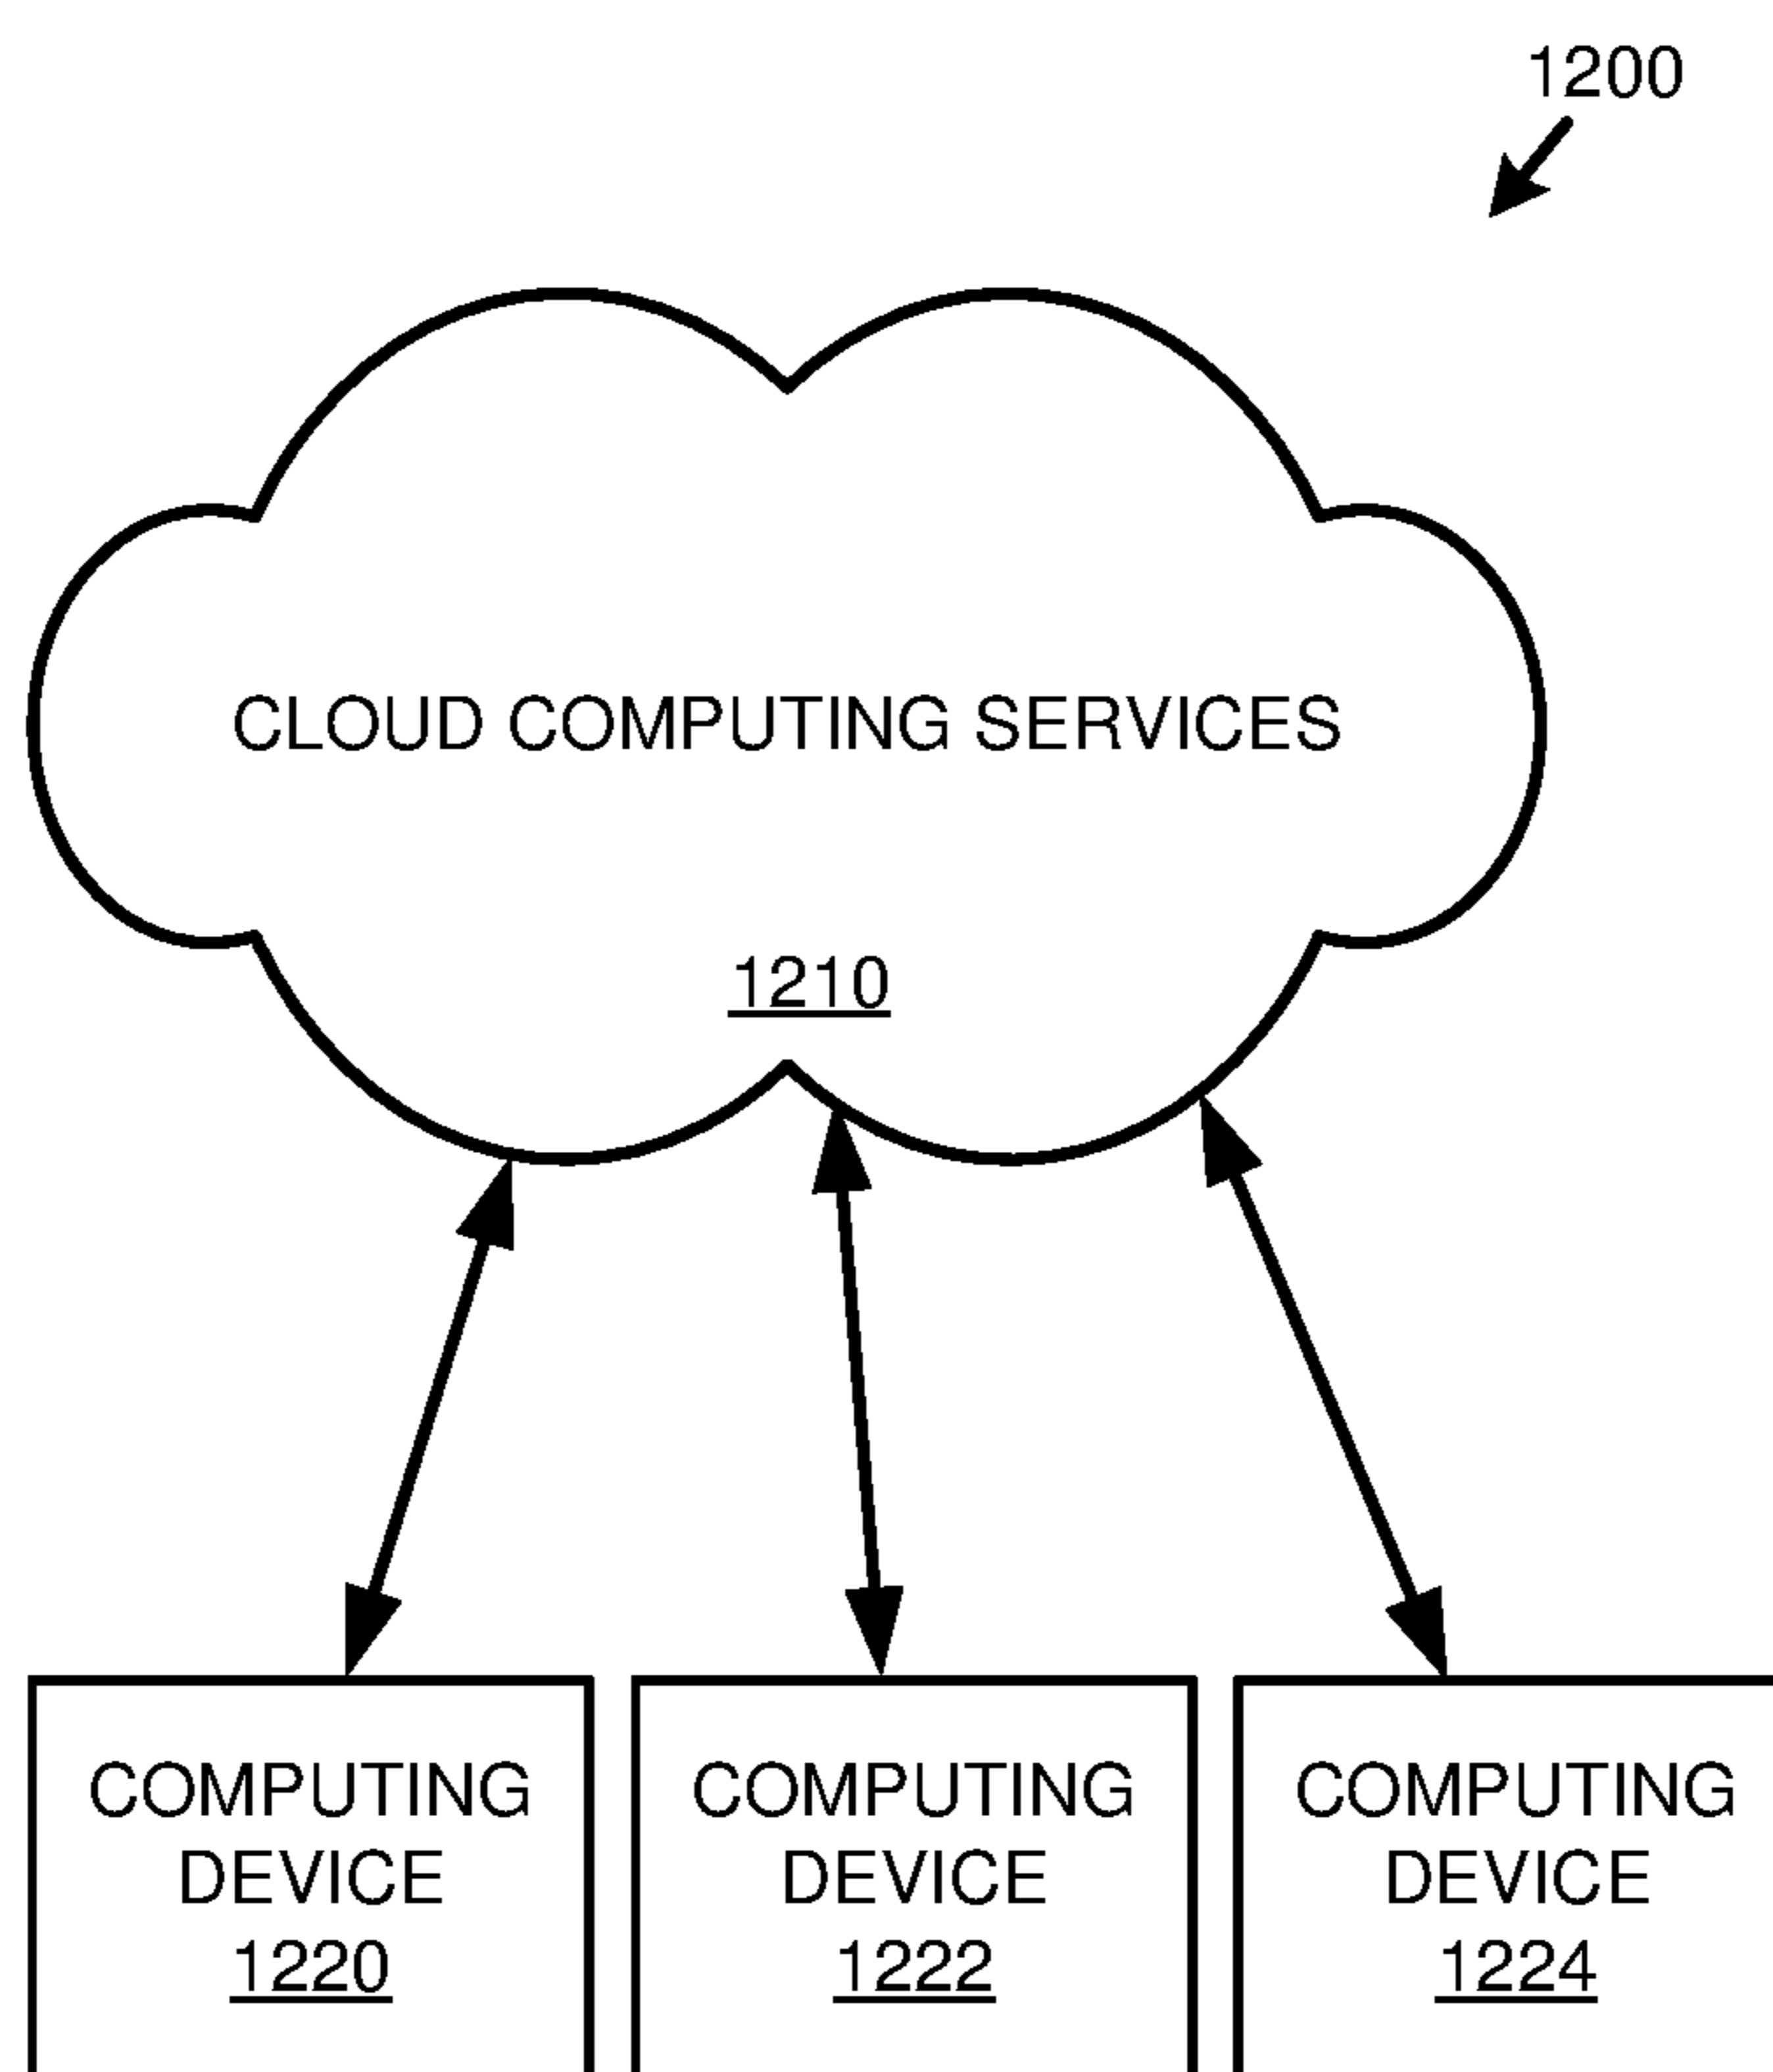 1200
CLOUD COMPUTING SERVICES
1210
COMPUTING
DEVICE
1220
COMPUTING
DEVICE
1222
COMPUTING
DEVICE
1224